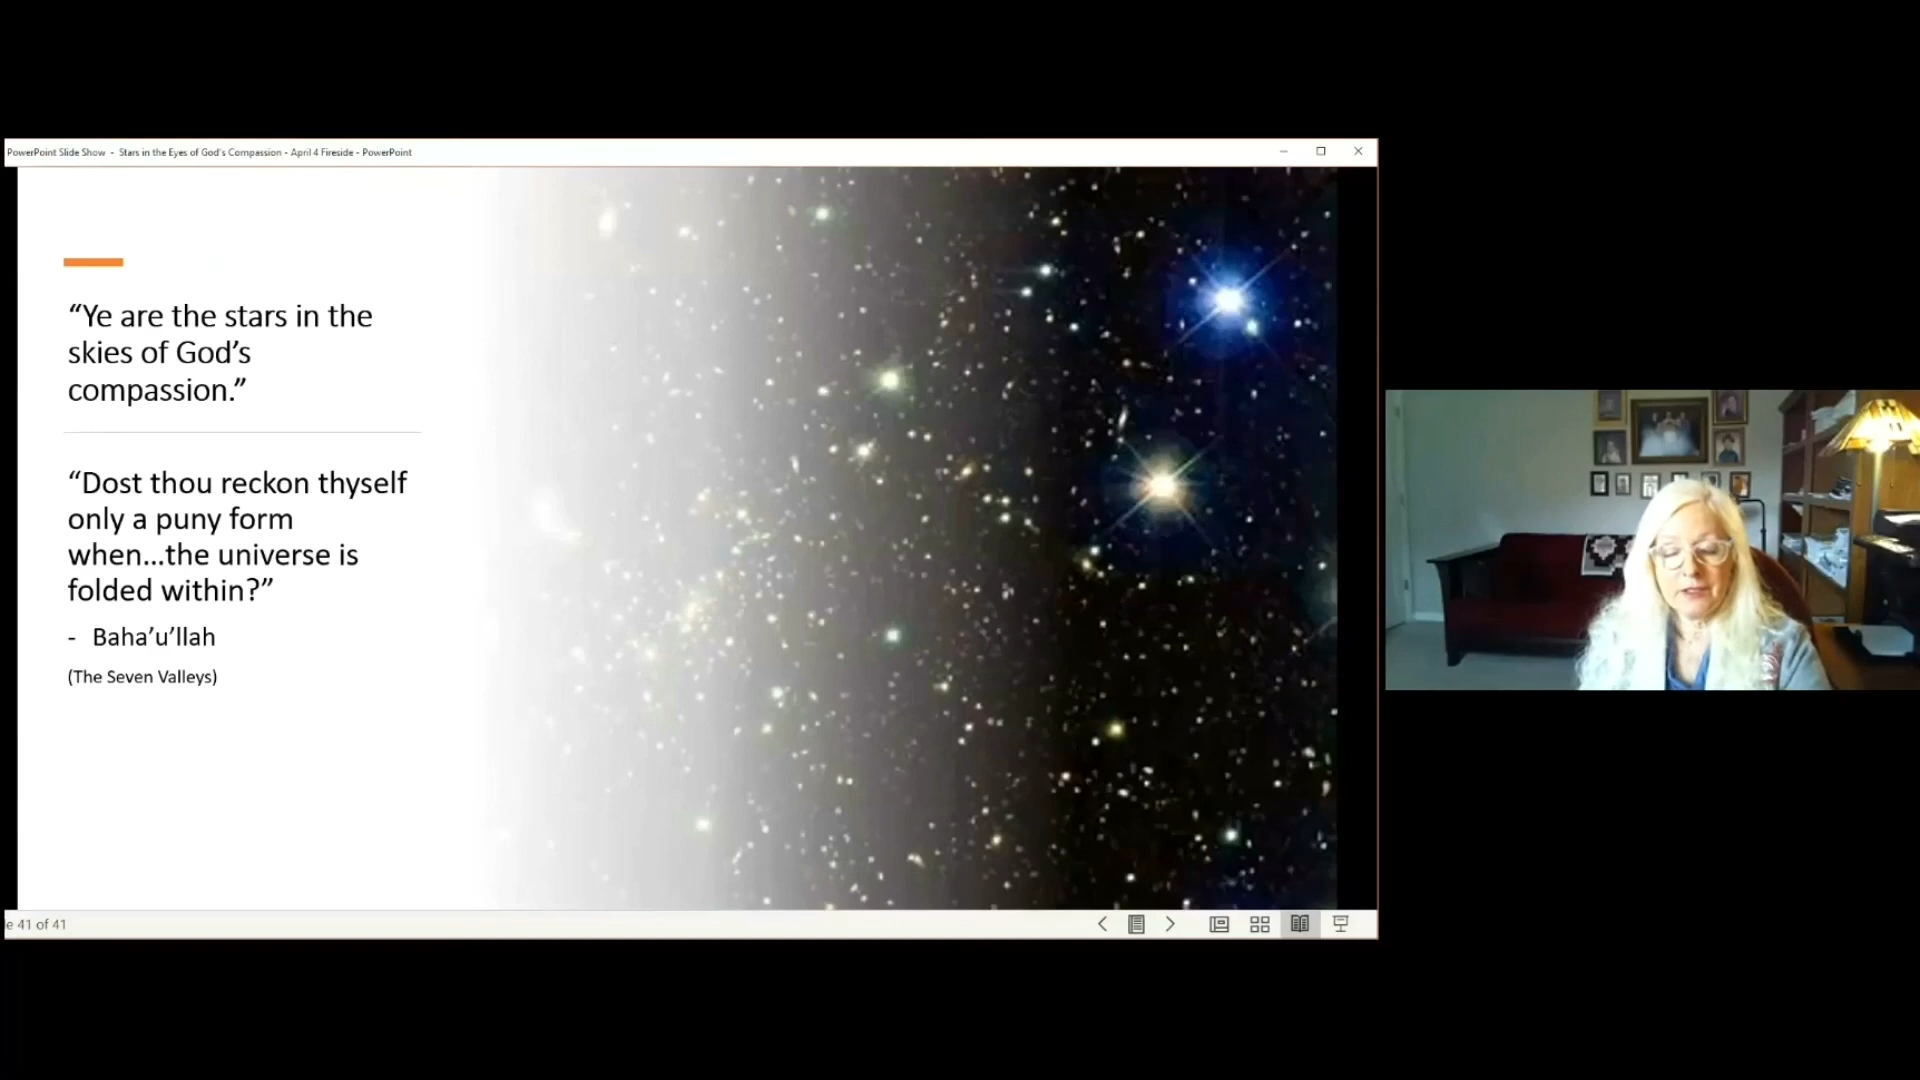 PowerPoint Slide Show - Stars in the Eyes of God's Compassion - April 4 Fireside - PowerPoint
“Ye are the stars in the
skies of God’s
compassion.”
“Dost thou reckon thyself
only a puny form
when...the universe is
folded within?”
- Baha’u’llah
(The Seven Valleys)
e 41 of 41